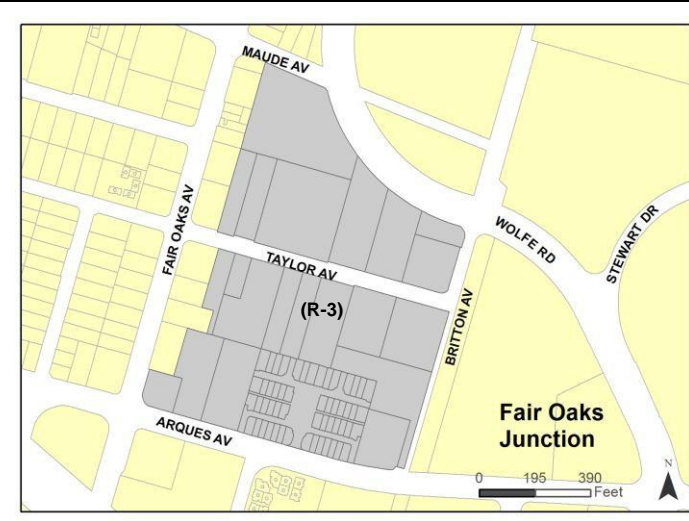 MAUDE AV
FAIR OAKS AV
WOLFE RD
STEWART DR
TAYLOR AV
(R-3)
BRITTON AV
ARQUES AV
Fair Oaks
Junction
N
0 195 390
Feet